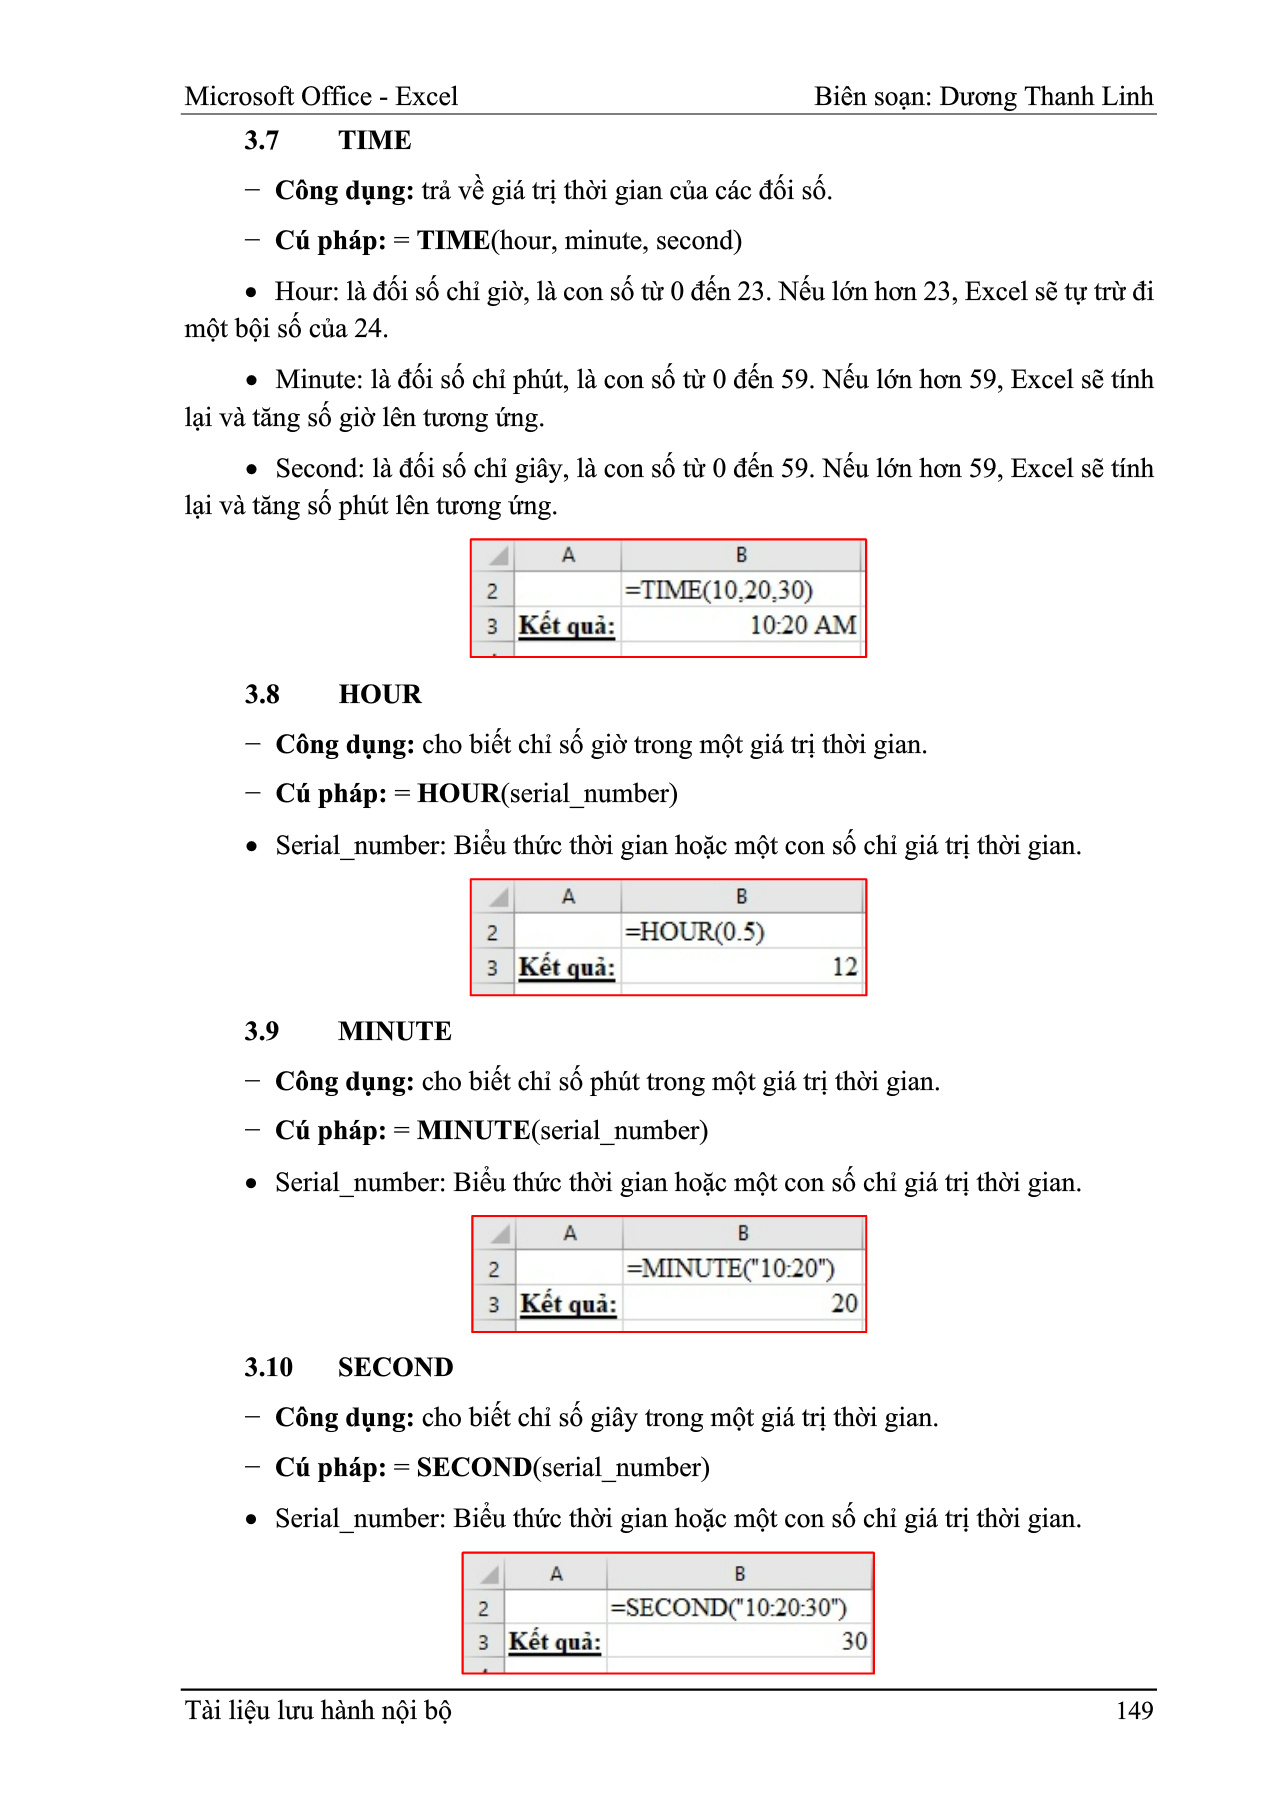 Microsoft Office - Excel Biên soạn: Dương Thanh Linh
3.7 TIME
− Công dụng: trả về giá trị thời gian của các đối số.
− Cú pháp: = TIME(hour, minute, second)
• Hour: là đối số chỉ giờ, là con số từ 0 đến 23. Nếu lớn hơn 23, Excel sẽ tự trừ đi
một bội số của 24.
• Minute: là đối số chỉ phút, là con số từ 0 đến 59. Nếu lớn hơn 59, Excel sẽ tính
lại và tăng số giờ lên tương ứng.
• Second: là đối số chỉ giây, là con số từ 0 đến 59. Nếu lớn hơn 59, Excel sẽ tính
lại và tăng số phút lên tương ứng.
A B
2 =TIME(10,20,30)
3 Kết quả: 10:20 AM
3.8 HOUR
− Công dụng: cho biết chỉ số giờ trong một giá trị thời gian.
− Cú pháp: = HOUR(serial_number)
• Serial_number: Biểu thức thời gian hoặc một con số chỉ giá trị thời gian.
A B
2 =HOUR(0.5)
3 Kết quả: 12
3.9 MINUTE
− Công dụng: cho biết chỉ số phút trong một giá trị thời gian.
− Cú pháp: = MINUTE(serial_number)
• Serial_number: Biểu thức thời gian hoặc một con số chỉ giá trị thời gian.
A B
2 =MINUTE("10:20")
3 Kết quả: 20
3.10 SECOND
− Công dụng: cho biết chỉ số giây trong một giá trị thời gian.
− Cú pháp: = SECOND(serial_number)
• Serial_number: Biểu thức thời gian hoặc một con số chỉ giá trị thời gian.
A B
2 =SECOND("10:20:30")
3 Kết quả: 30
Tài liệu lưu hành nội bộ 149